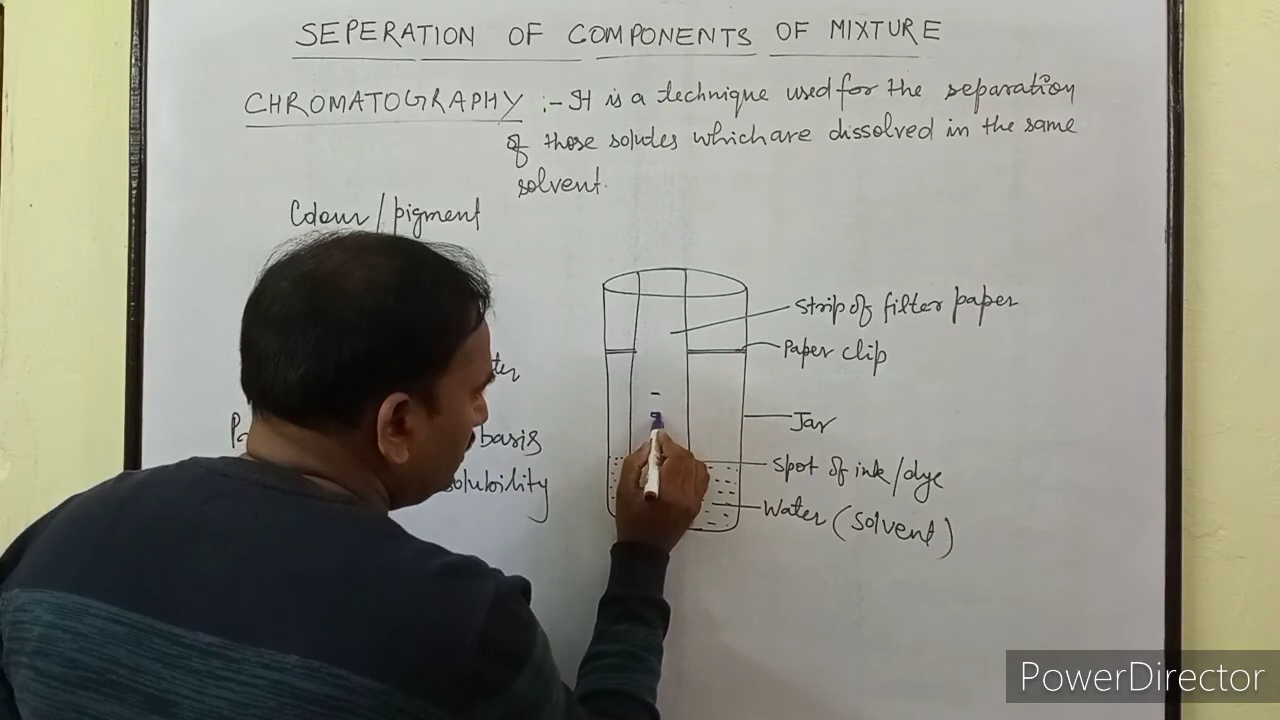 SEPERATION OF COMPONENTS OF MIXTURE
CHROMATOGRAPHY :- It is a technique used for the separation
of those solutes which are dissolved in the same
solvent.
Colour / pigment
basis
solubility
Strip of filter paper
Paper clip
Jar
Spot of ink/dye
Water (Solvent)
PowerDirector